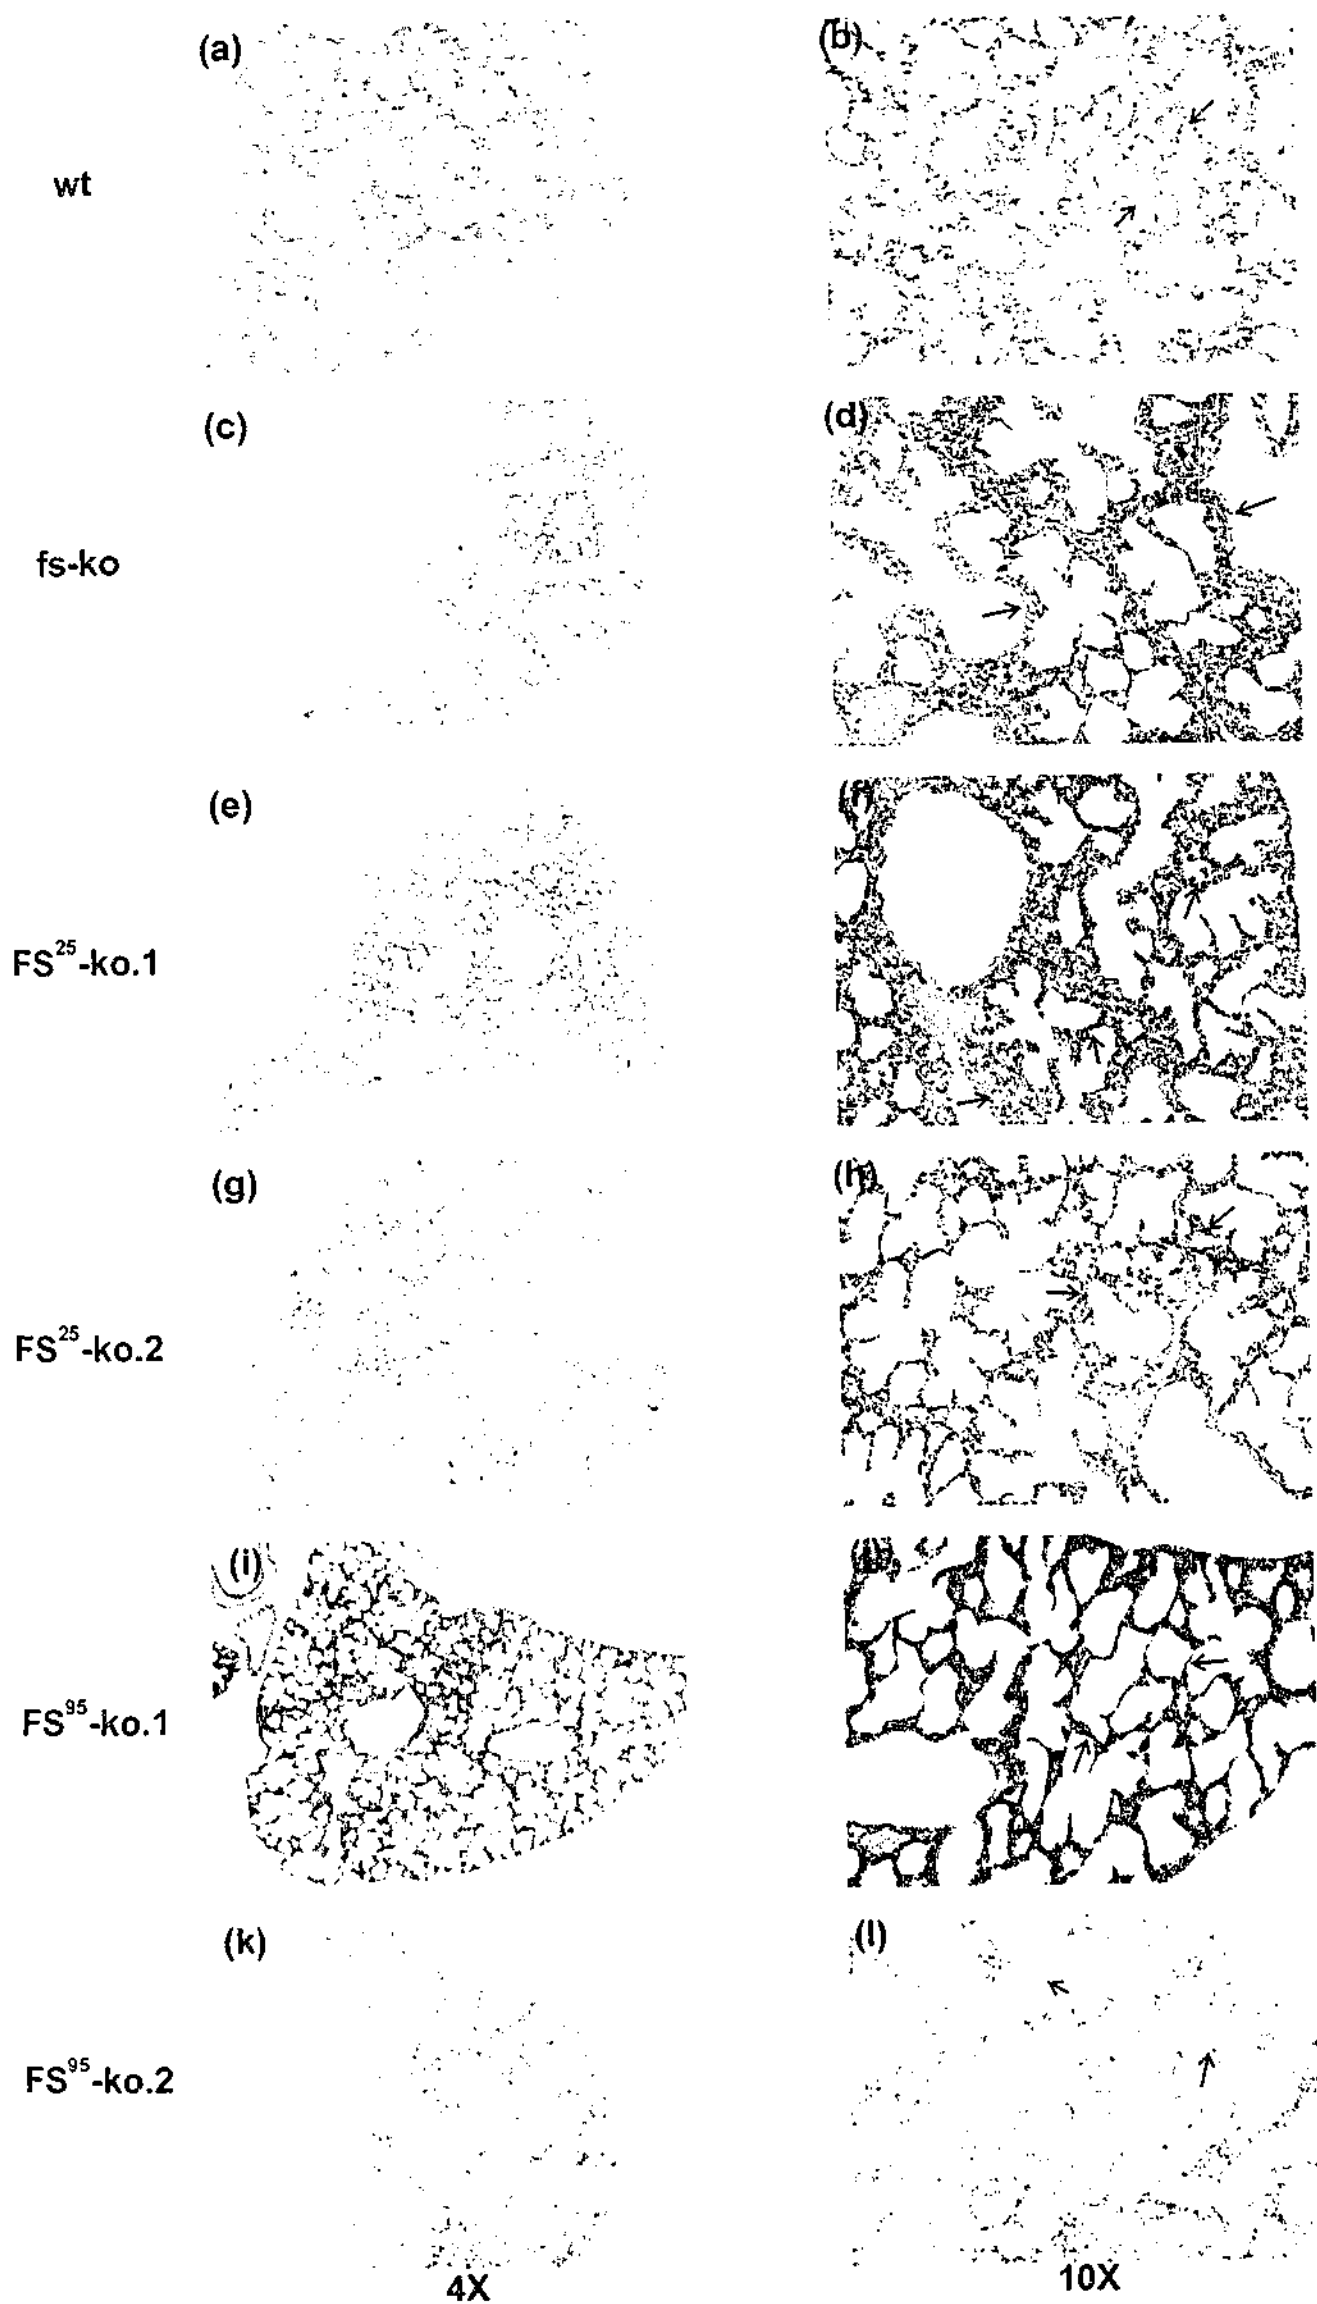 (a) (b)
wt
(c) (d)
fs-ko
(e) (f)
FS²⁵-ko.1
(g) (h)
FS²⁵-ko.2
(i) (j)
FS⁹⁵-ko.1
(k) (l)
FS⁹⁵-ko.2
4X 10X